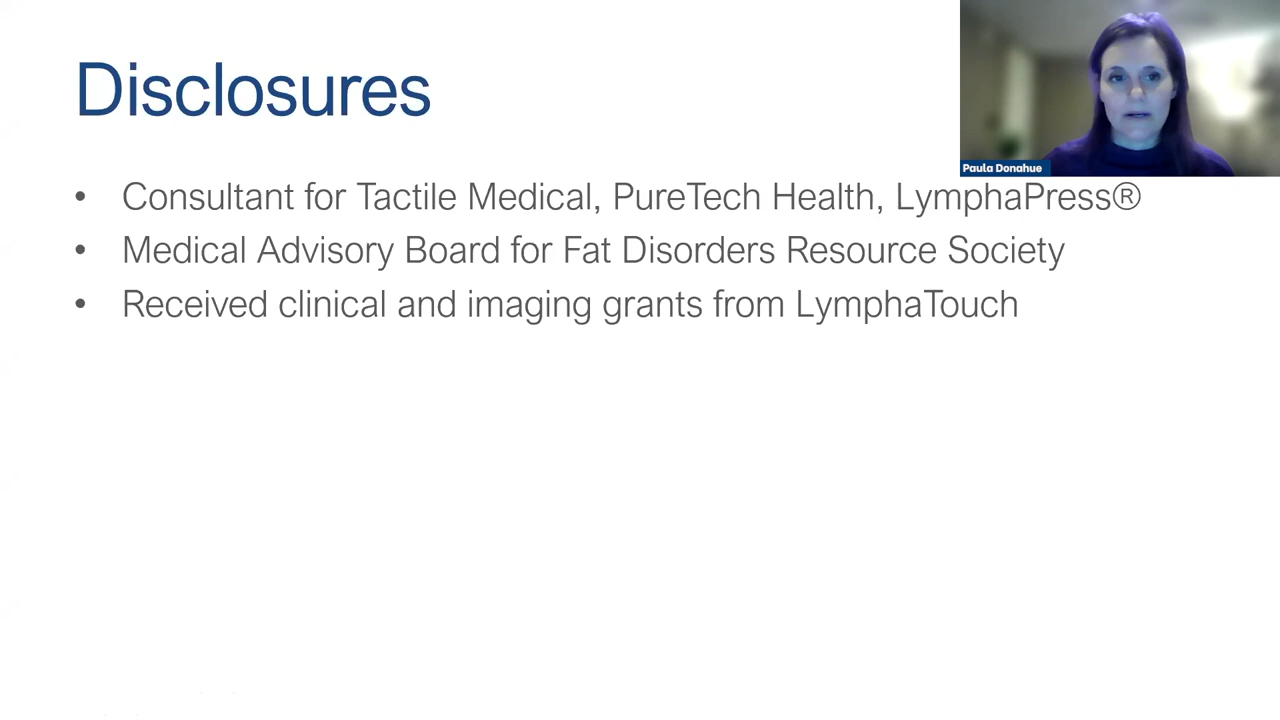 Disclosures
Paula Donahue
• Consultant for Tactile Medical, PureTech Health, LymphaPress®
• Medical Advisory Board for Fat Disorders Resource Society
• Received clinical and imaging grants from LymphaTouch